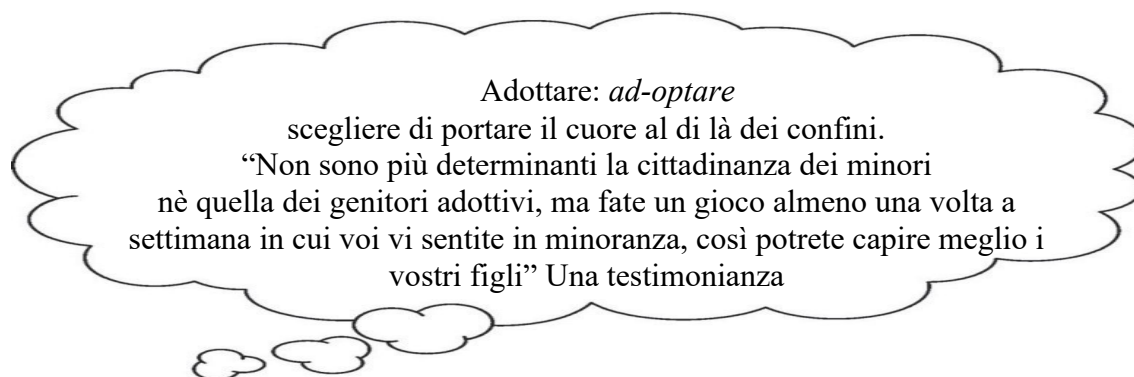 Adottare: ad-optare
scegliere di portare il cuore al di là dei confini.
“Non sono più determinanti la cittadinanza dei minori
nè quella dei genitori adottivi, ma fate un gioco almeno una volta a
settimana in cui voi vi sentite in minoranza, così potrete capire meglio i
vostri figli” Una testimonianza